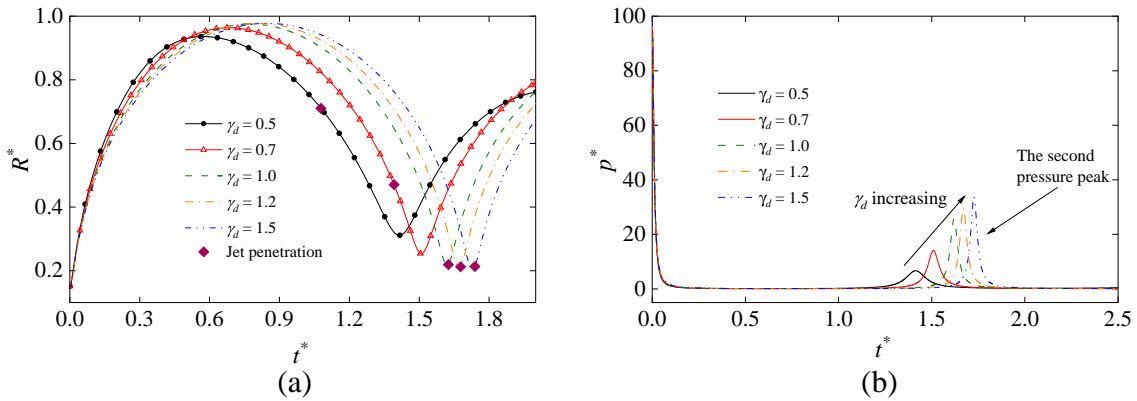 1.0
0.8
0.6
0.4
0.2
R*
γd = 0.5
γd = 0.7
γd = 1.0
γd = 1.2
γd = 1.5
Jet penetration
0.0 0.3 0.6 0.9 1.2 1.5 1.8
t*
(a)
100
80
60
40
20
0
p*
γd = 0.5
γd = 0.7
γd = 1.0
γd = 1.2
γd = 1.5
The second
pressure peak
γd increasing
0.0 0.5 1.0 1.5 2.0 2.5
t*
(b)